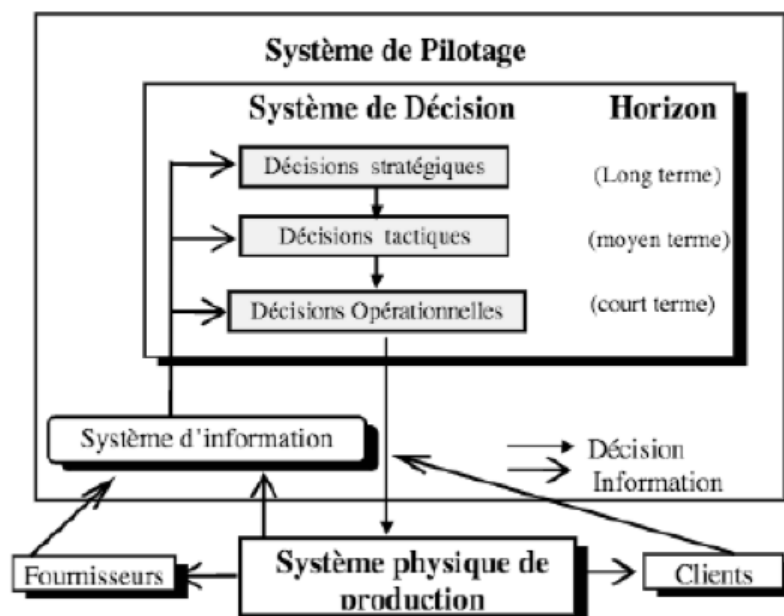 Système de Pilotage
Système de Décision
Horizon
Décisions stratégiques
(Long terme)
Décisions tactiques
(moyen terme)
Décisions Opérationnelles
(court terme)
Système d'information
Décision
Information
Fournisseurs
Système physique de
production
Clients